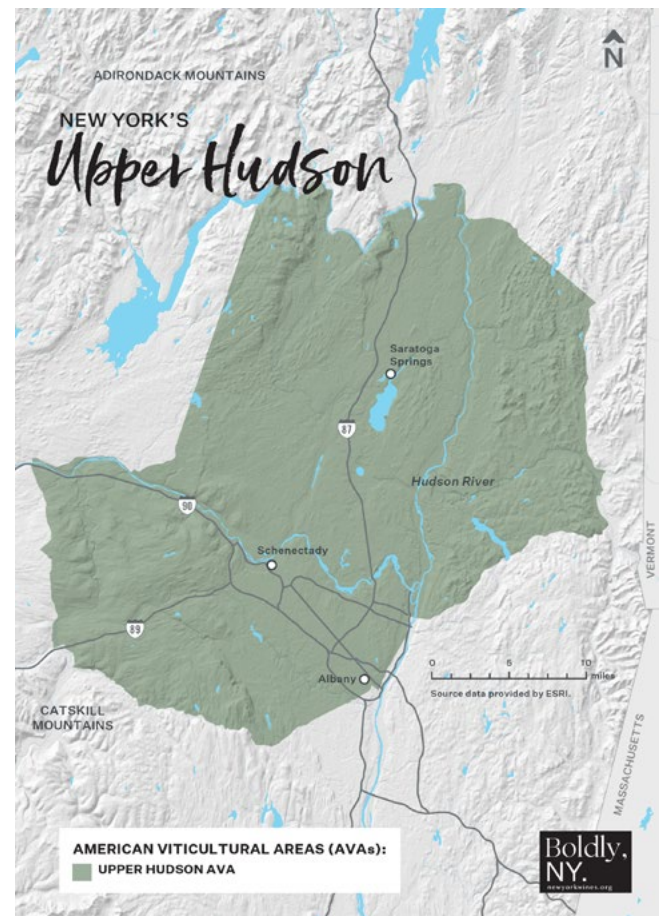 N
ADIRONDACK MOUNTAINS
NEW YORK'S
Upper Hudson
Saratoga
Springs
87
Hudson River
90
Schenectady
VERMONT
89
0 5 10
miles
Albany
Source data provided by ESRI.
CATSKILL
MOUNTAINS
MASSACHUSETTS
AMERICAN VITICULTURAL AREAS (AVAs):
UPPER HUDSON AVA
Boldly,
NY.
newyorkwines.org